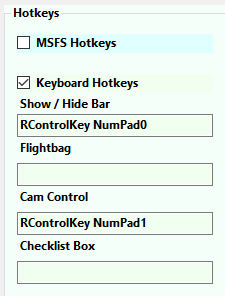 Hotkeys
MSFS Hotkeys
Keyboard Hotkeys
Show / Hide Bar
RControlKey NumPad0
Flightbag
Cam Control
RControlKey NumPad1
Checklist Box